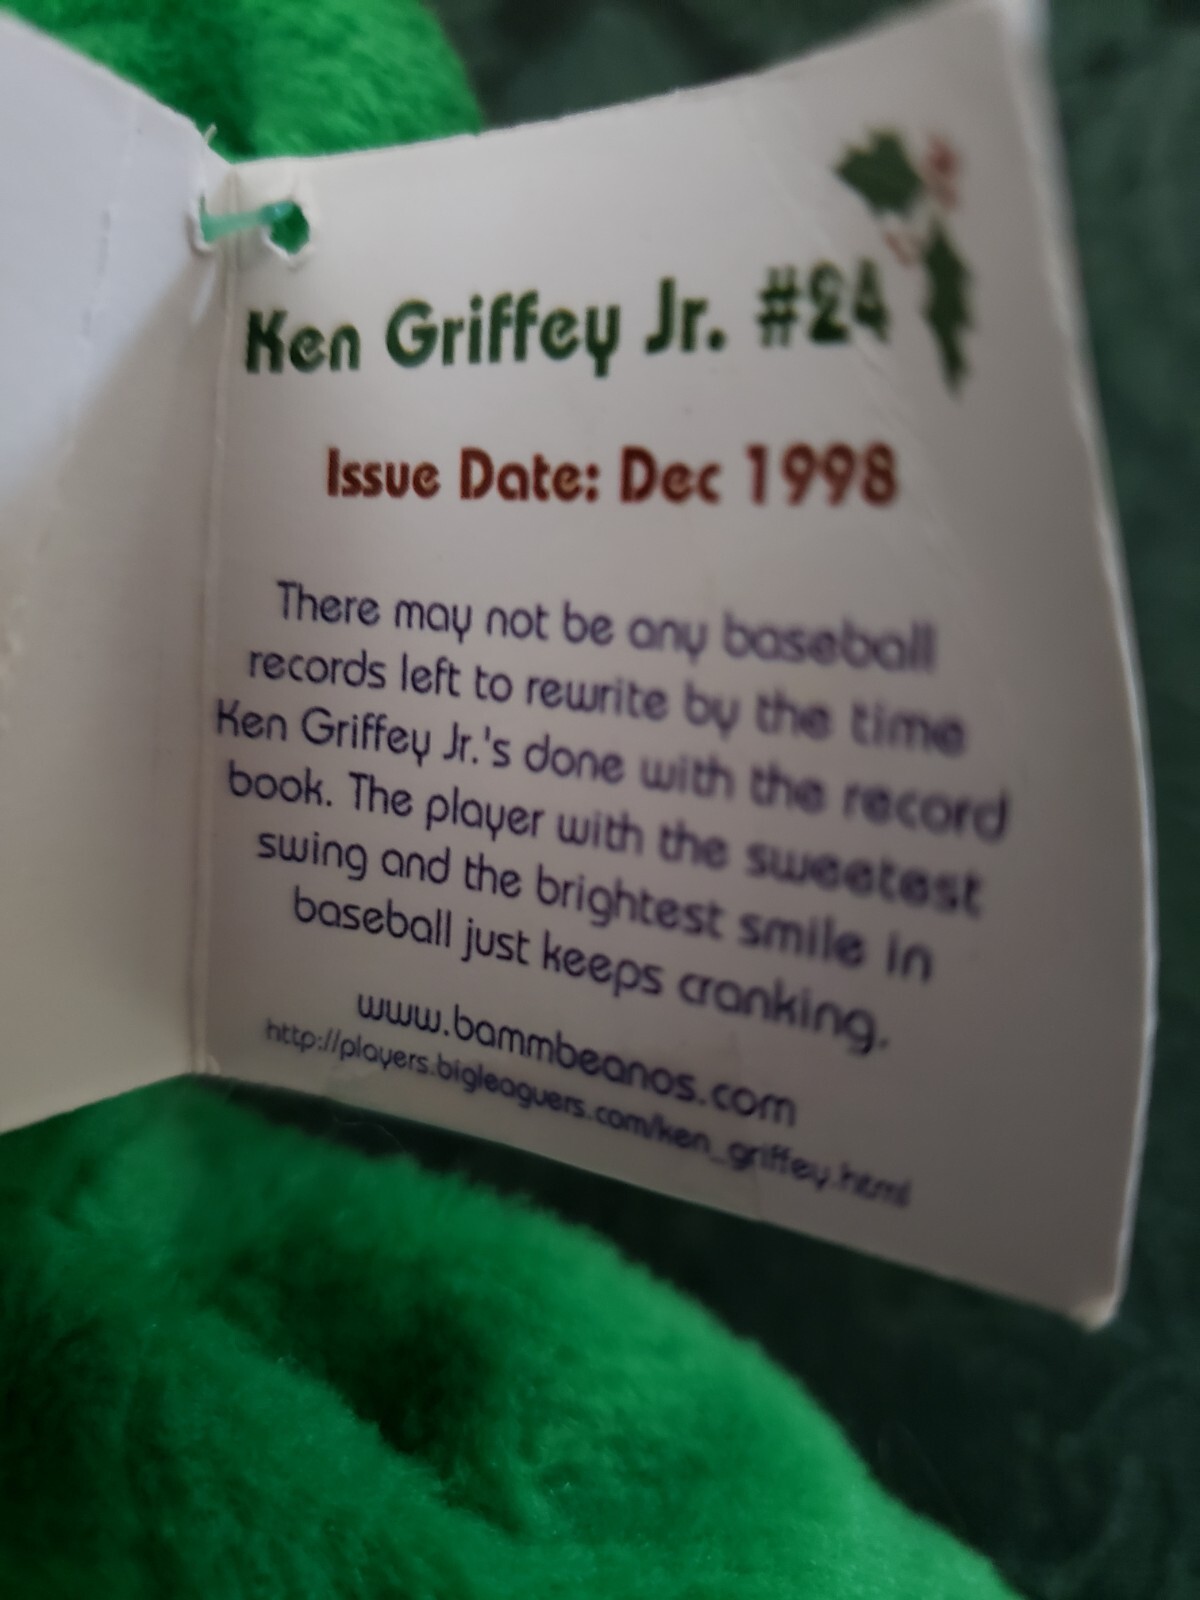 Ken Griffey Jr. #24
Issue Date: Dec 1998
There may not be any baseball
records left to rewrite by the time
Ken Griffey Jr.'s done with the record
book. The player with the sweetest
swing and the brightest smile in
baseball just keeps cranking.
www.bammbeanos.com
http://players.bigleaguers.com/ken_griffey.html